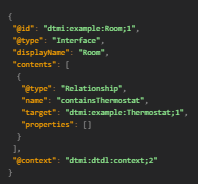 {
"@id": "dtmi:example:Room;1",
"@type": "Interface",
"displayName": "Room",
"contents": [
{
"@type": "Relationship",
"name": "containsThermostat",
"target": "dtmi:example:Thermostat;1",
"properties": []
}
],
"@context": "dtmi:dtdl:context;2"
}